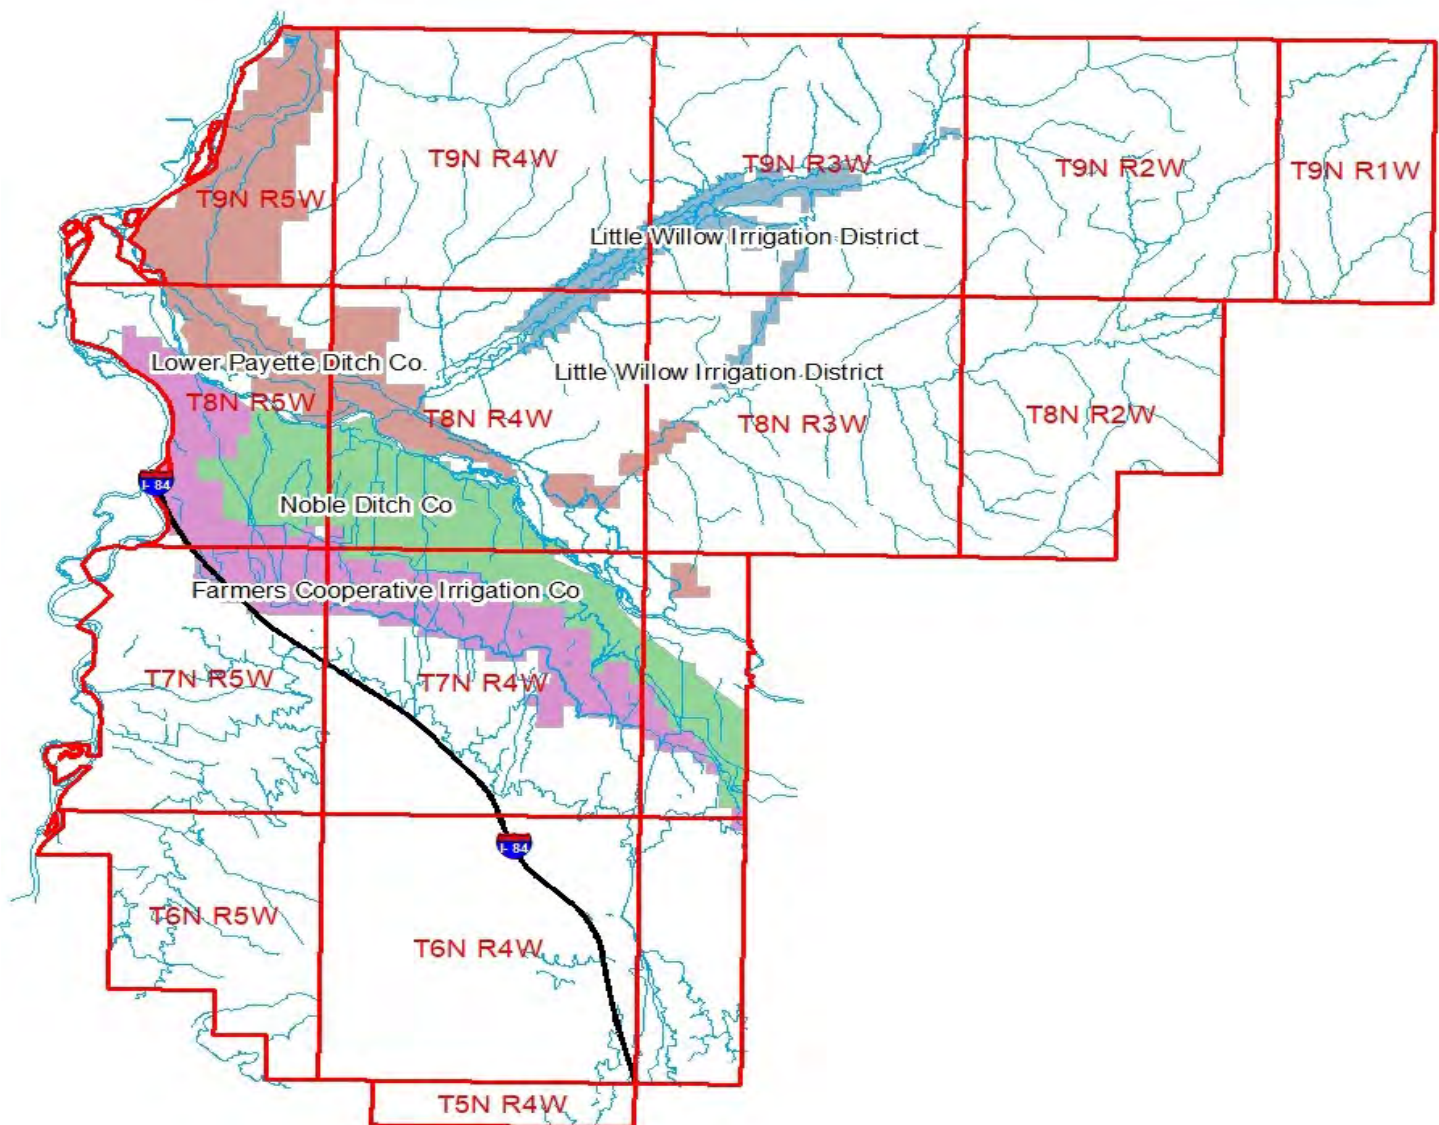 T9N R4W
T9N R3W
T9N R2W
T9N R1W
T9N R5W
Little Willow Irrigation District
Lower Payette Ditch Co.
Little Willow Irrigation District
T8N R5W
T8N R4W
T8N R3W
T8N R2W
I-84
Noble Ditch Co
Farmers Cooperative Irrigation Co
T7N R5W
T7N R4W
I-84
T6N R5W
T6N R4W
T5N R4W